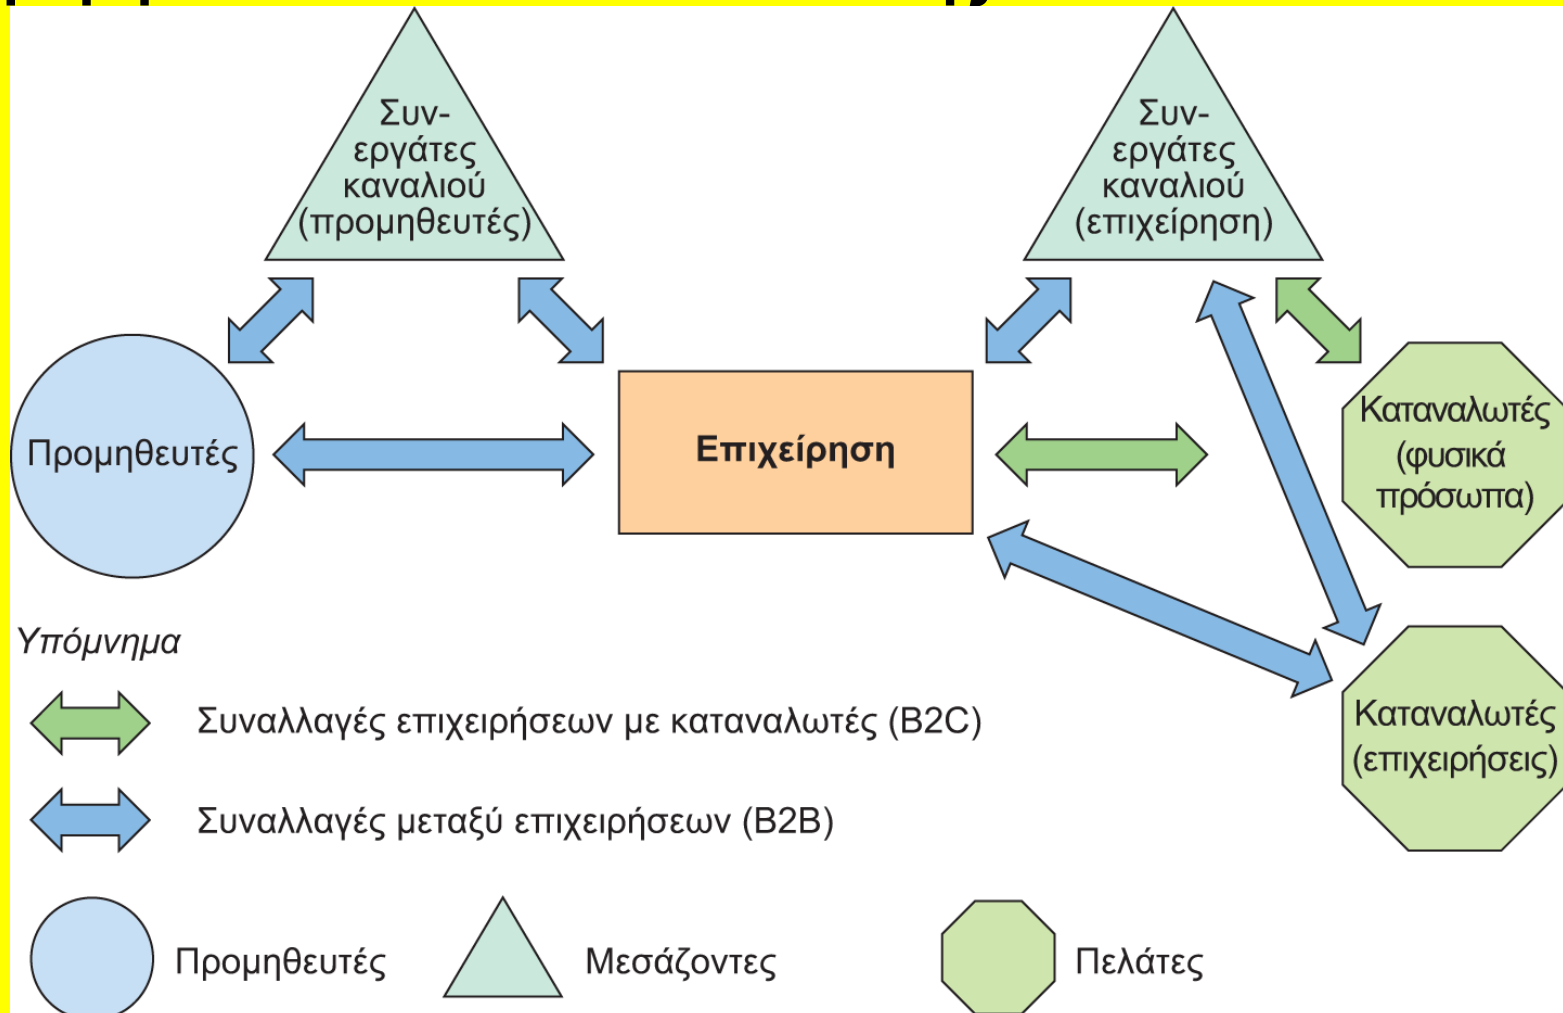 Συν-
εργάτες
καναλιού
(προμηθευτές)
Συν-
εργάτες
καναλιού
(επιχείρηση)
Προμηθευτές
Επιχείρηση
Καταναλωτές
(φυσικά
πρόσωπα)
Καταναλωτές
(επιχειρήσεις)
Υπόμνημα
Συναλλαγές επιχειρήσεων με καταναλωτές (B2C)
Συναλλαγές μεταξύ επιχειρήσεων (B2B)
Προμηθευτές
Μεσάζοντες
Πελάτες